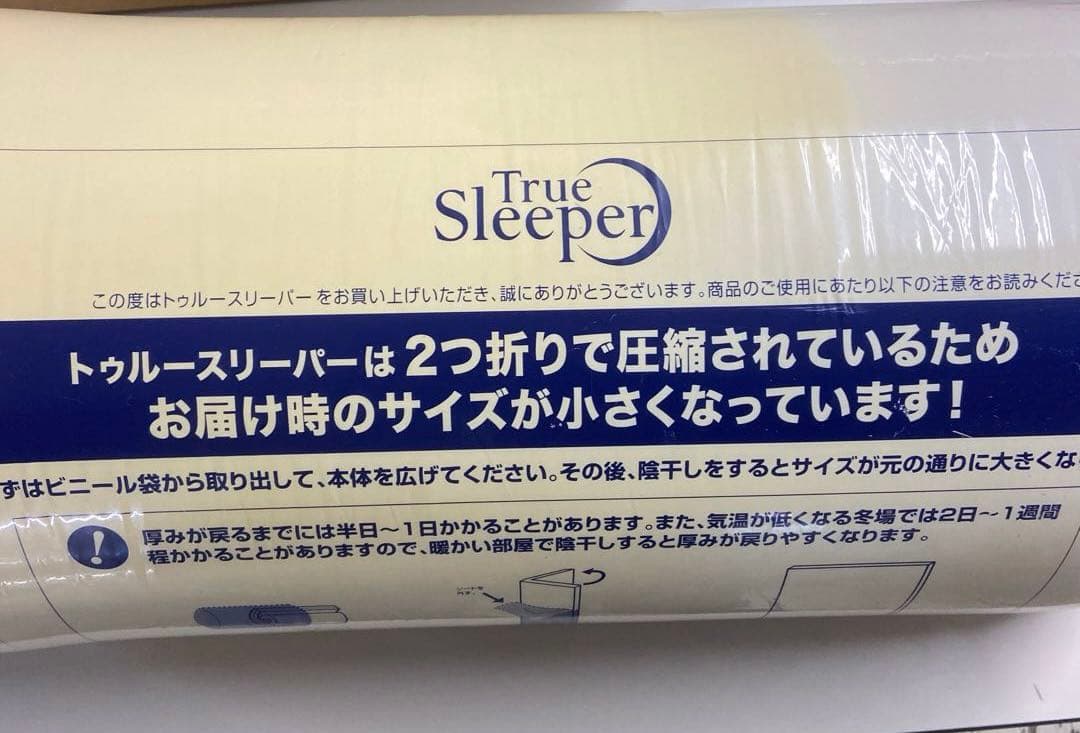 True
Sleeper
この度はトゥルースリーパーをお買い上げいただき、誠にありがとうございます。商品のご使用にあたり以下の注意をお読みくださ
トゥルースリーパーは2つ折りで圧縮されているため
お届け時のサイズが小さくなっています!
ずはビニール袋から取り出して、本体を広げてください。その後、陰干しをするとサイズが元の通りに大きくな
厚みが戻るまでには半日〜1日かかることがあります。また、気温が低くなる冬場では2日〜1週間
程かかることがありますので、暖かい部屋で陰干しすると厚みが戻りやすくなります。